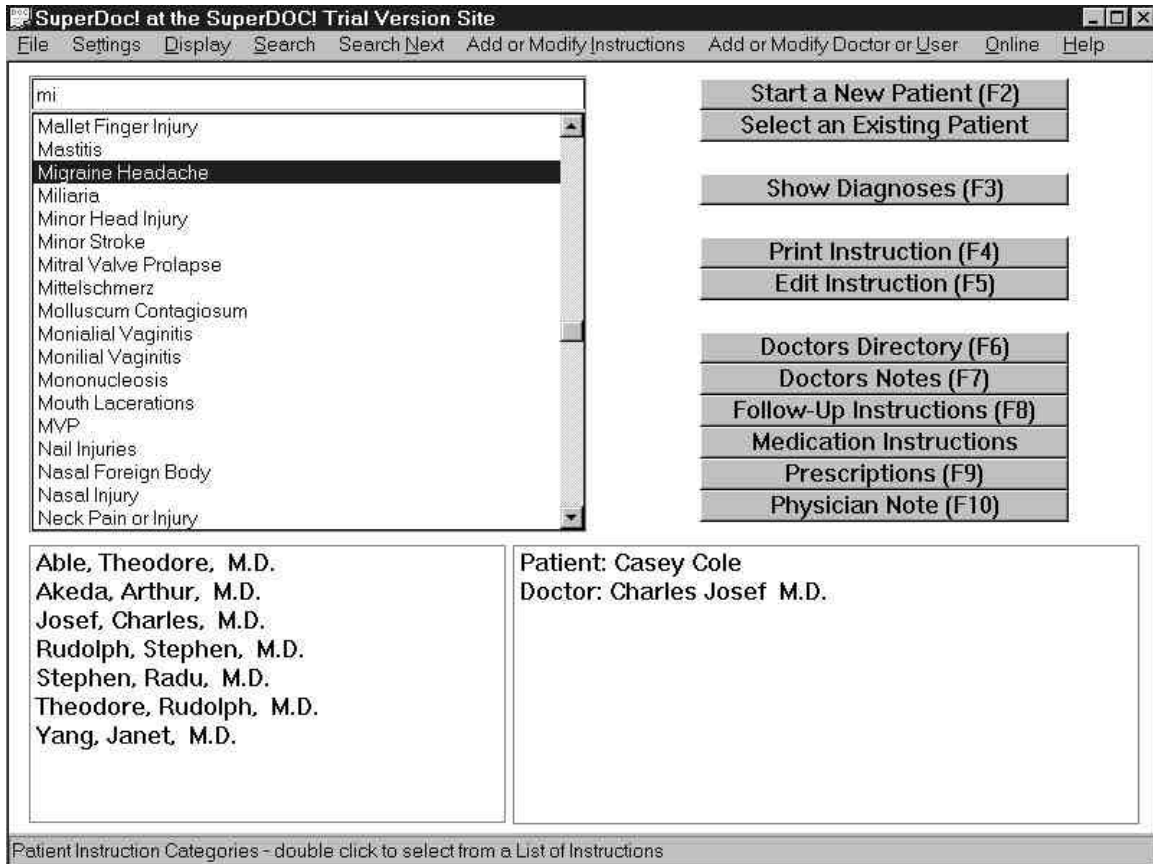 SuperDoc! at the SuperDOC! Trial Version Site
File Settings Display Search Search Next Add or Modify Instructions Add or Modify Doctor or User Online Help
mi
Mallet Finger Injury
Mastitis
Migraine Headache
Miliaria
Minor Head Injury
Minor Stroke
Mitral Valve Prolapse
Mittelschmerz
Molluscum Contagiosum
Monialial Vaginitis
Monilial Vaginitis
Mononucleosis
Mouth Lacerations
MVP
Nail Injuries
Nasal Foreign Body
Nasal Injury
Neck Pain or Injury
Start a New Patient (F2)
Select an Existing Patient
Show Diagnoses (F3)
Print Instruction (F4)
Edit Instruction (F5)
Doctors Directory (F6)
Doctors Notes (F7)
Follow-Up Instructions (F8)
Medication Instructions
Prescriptions (F9)
Physician Note (F10)
Able, Theodore, M.D.
Akeda, Arthur, M.D.
Josef, Charles, M.D.
Rudolph, Stephen, M.D.
Stephen, Radu, M.D.
Theodore, Rudolph, M.D.
Yang, Janet, M.D.
Patient: Casey Cole
Doctor: Charles Josef M.D.
Patient Instruction Categories - double click to select from a List of Instructions